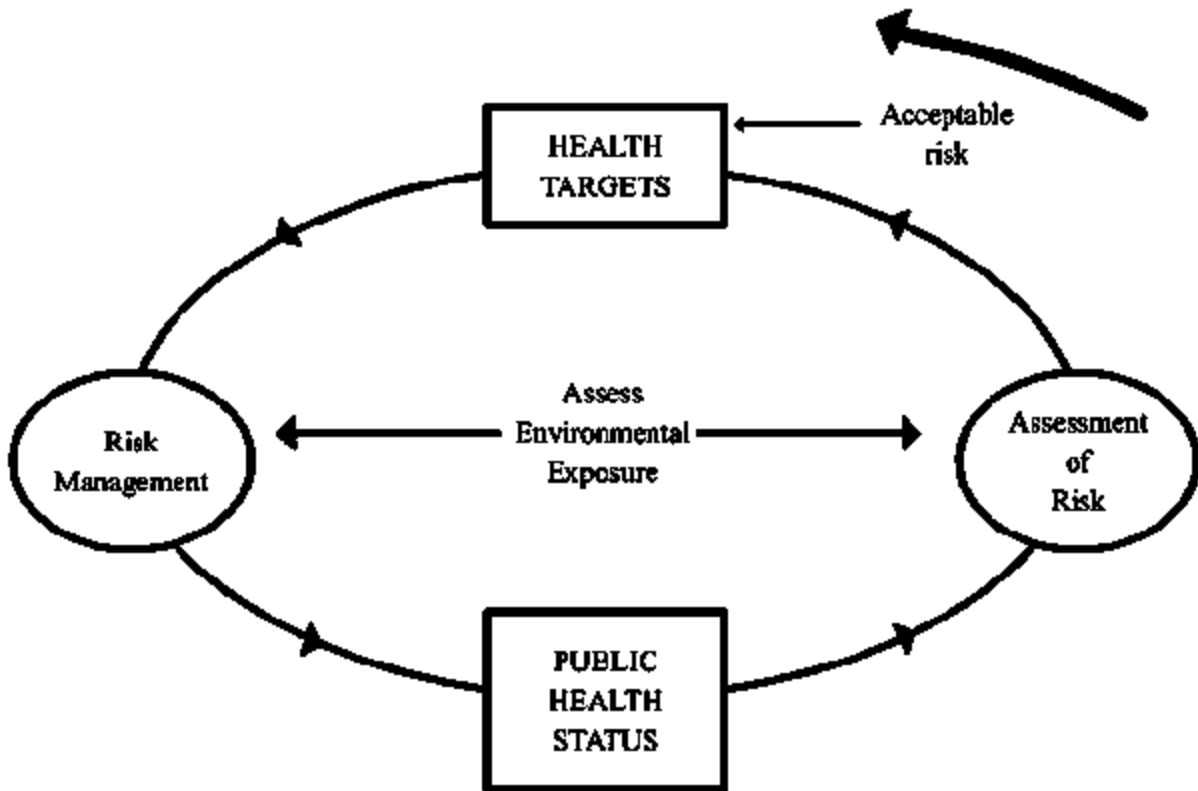 Acceptable
risk
HEALTH
TARGETS
Assess
Environmental
Exposure
Risk
Management
Assessment
of
Risk
PUBLIC
HEALTH
STATUS